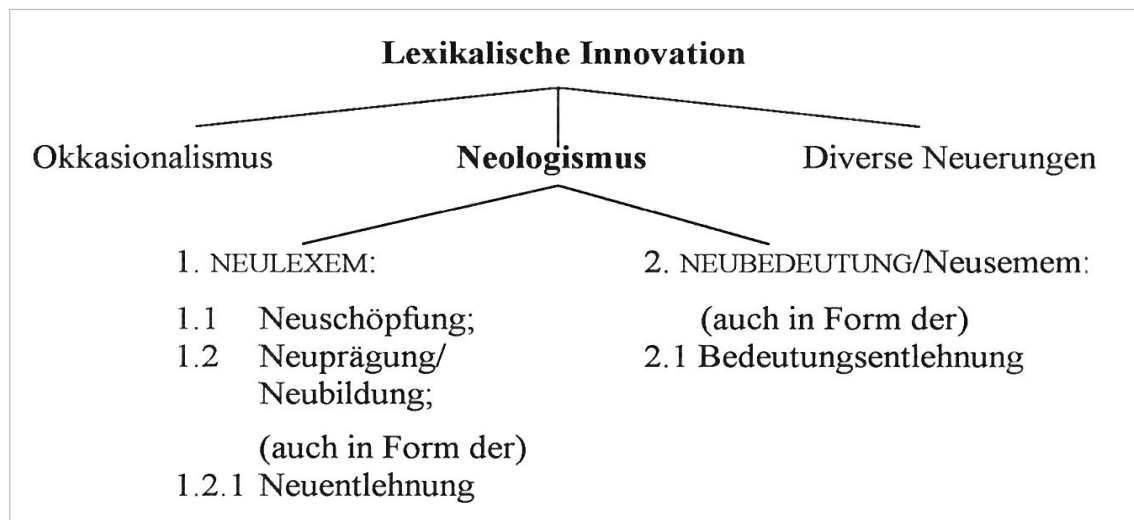 Lexikalische Innovation
Okkasionalismus Neologismus Diverse Neuerungen
1. NEULEXEM:
1.1 Neuschöpfung;
1.2 Neuprägung/
Neubildung;
(auch in Form der)
1.2.1 Neuentlehnung
2. NEUBEDEUTUNG/Neusemem:
(auch in Form der)
2.1 Bedeutungsentlehnung